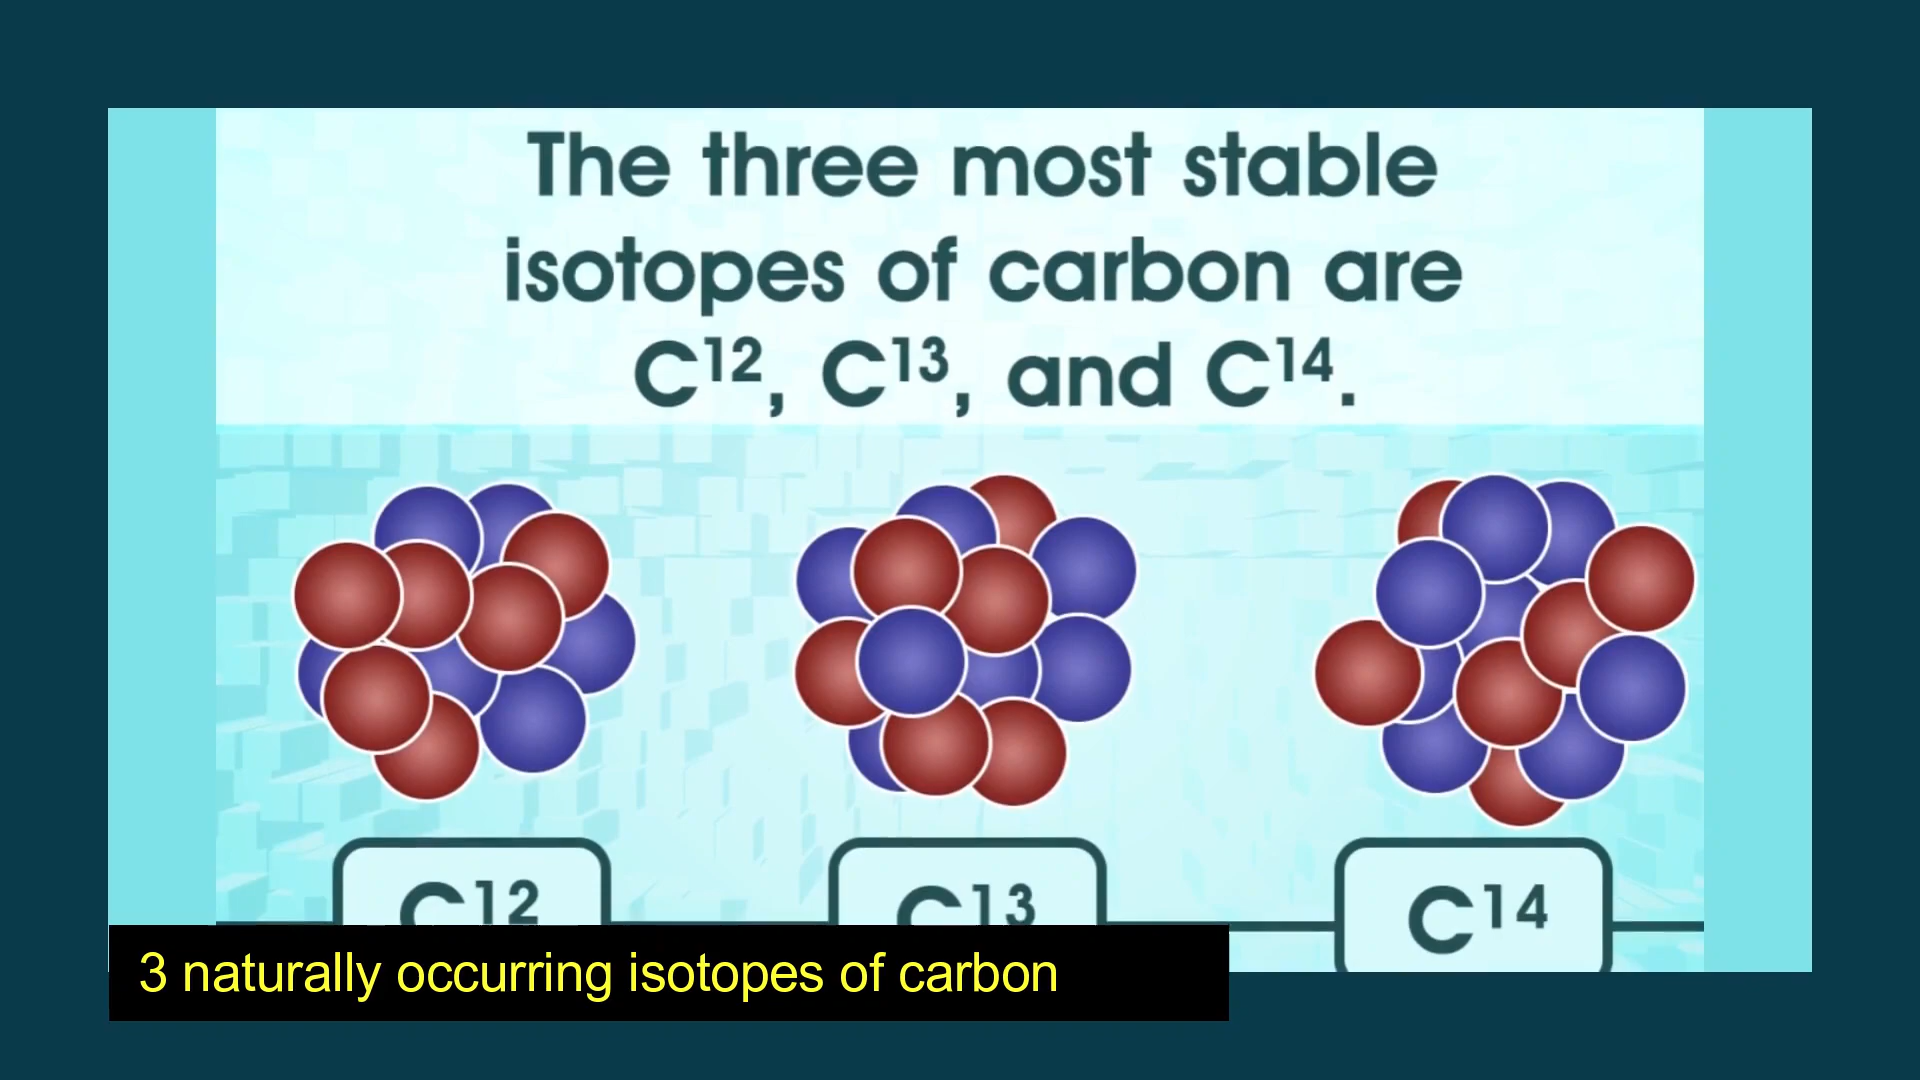 The three most stable
isotopes of carbon are
C¹², C¹³, and C¹⁴.
C¹² C¹³ C¹⁴
3 naturally occurring isotopes of carbon